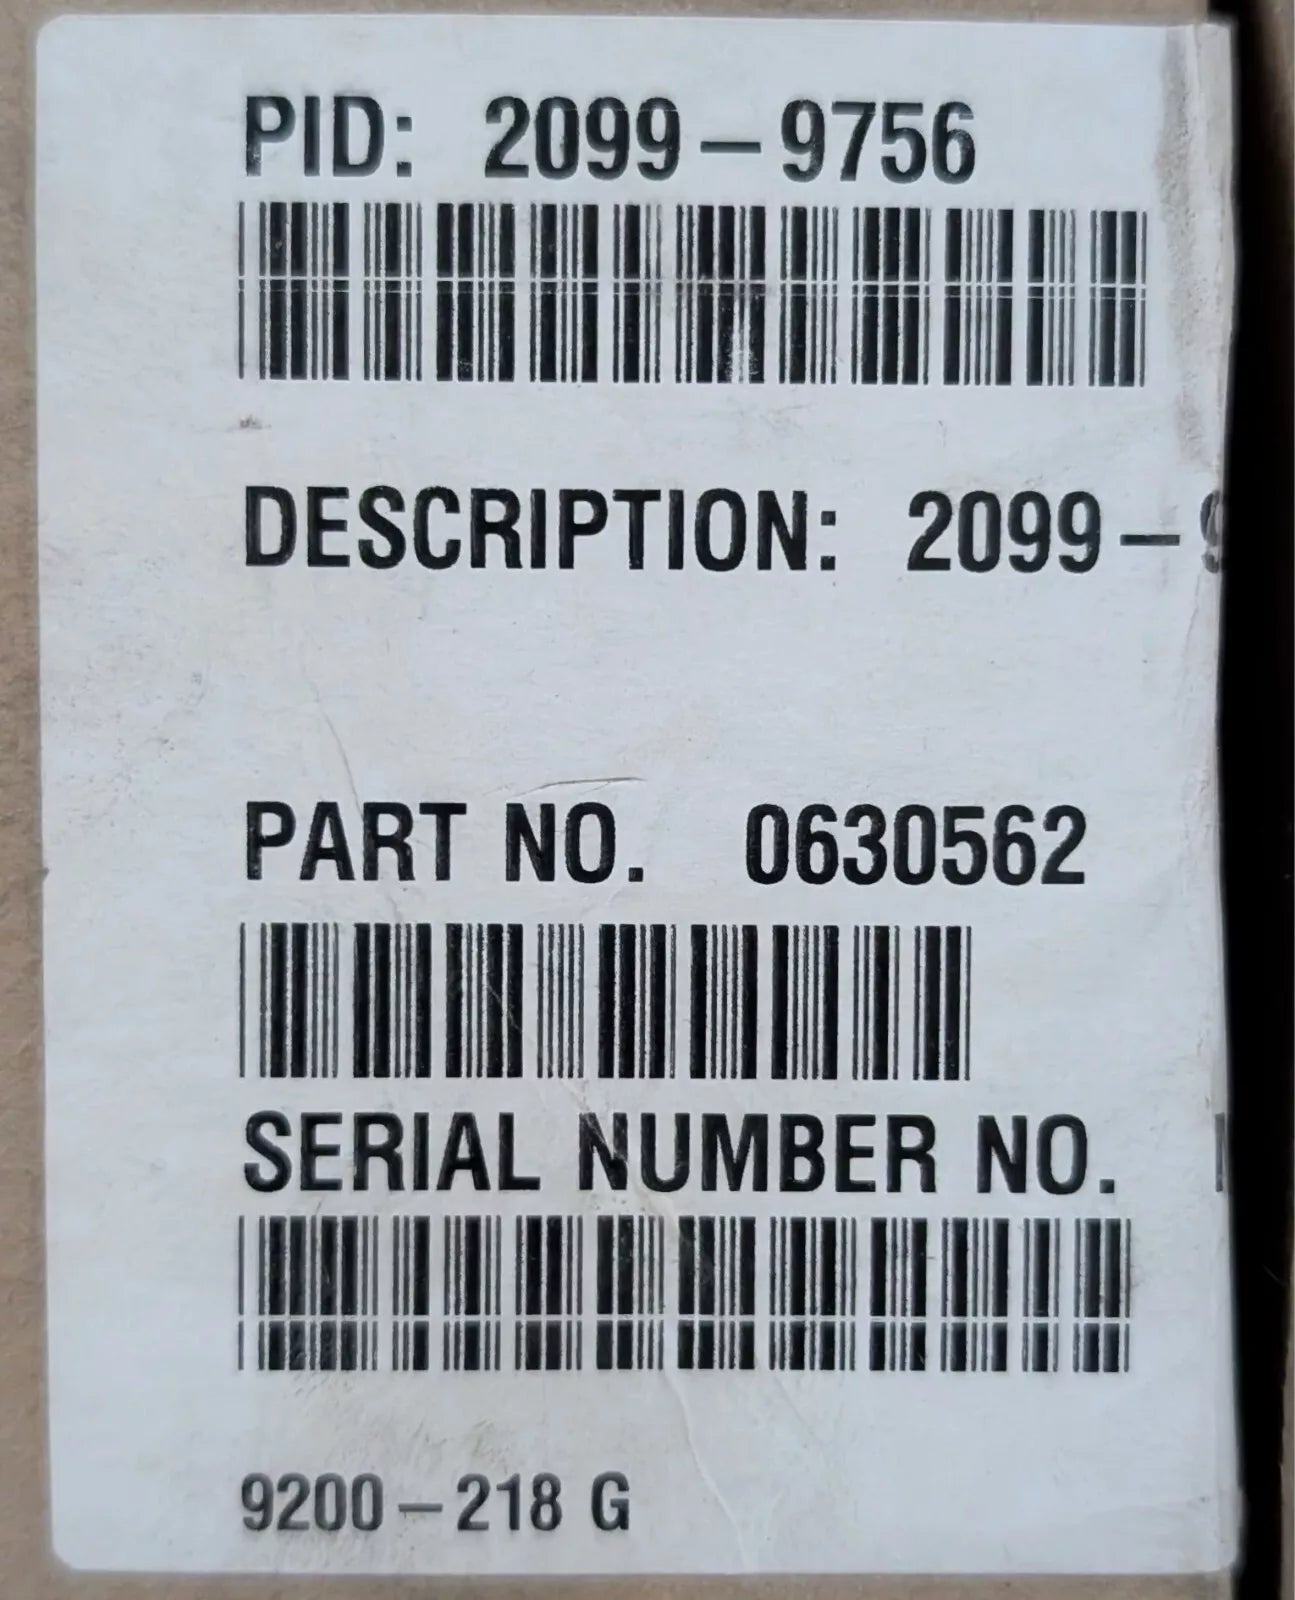 PID: 2099-9756
DESCRIPTION: 2099-
PART NO. 0630562
SERIAL NUMBER NO.
9200-218 G